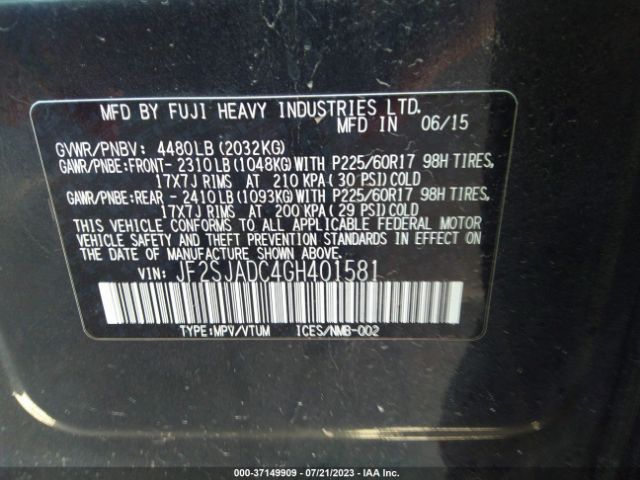 MFD BY FUJI HEAVY INDUSTRIES LTD.
MFD IN 06/15
GVWR/PNBV: 4480LB(2032KG)
GAWR/PNBE:FRONT- 2310LB(1048KG)WITH P225/60R17 98H TIRES,
17X7J RIMS AT 210 KPA(30 PSI)COLD
GAWR/PNBE:REAR - 2410LB(1093KG)WITH P225/60R17 98H TIRES,
17X7J RIMS AT 200 KPA(29 PSI)COLD
THIS VEHICLE CONFORMS TO ALL APPLICABLE FEDERAL MOTOR
VEHICLE SAFETY AND THEFT PREVENTION STANDARDS IN EFFECT ON
THE DATE OF MANUFACTURE SHOWN ABOVE.
VIN: JF2SJADC4GH401581
TYPE:MPV/VTUM ICES/NMB-002
000-37149909 - 07/21/2023 - IAA Inc.